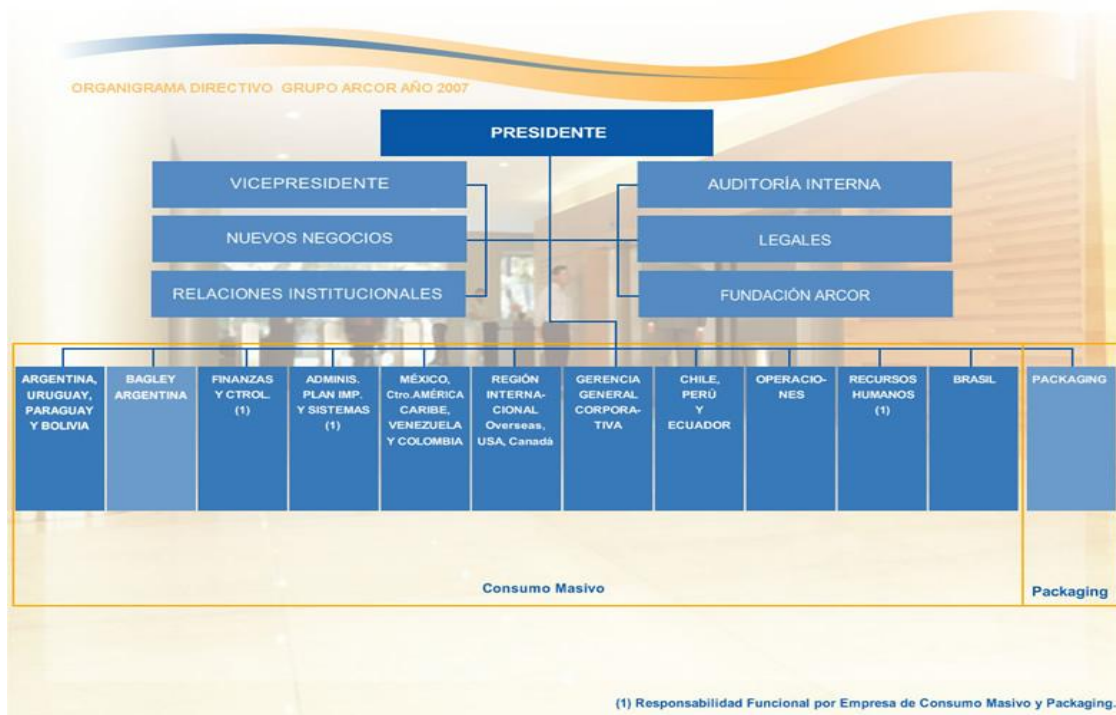 ORGANIGRAMA DIRECTIVO GRUPO ARCOR AÑO 2007
PRESIDENTE
VICEPRESIDENTE
AUDITORÍA INTERNA
NUEVOS NEGOCIOS
LEGALES
RELACIONES INSTITUCIONALES
FUNDACIÓN ARCOR
ARGENTINA,
URUGUAY,
PARAGUAY
Y BOLIVIA
BAGLEY
ARGENTINA
FINANZAS
Y CTROL.
(1)
ADMINIS.
PLAN IMP.
Y SISTEMAS
(1)
MÉXICO,
Ctro.AMÉRICA
CARIBE,
VENEZUELA
Y COLOMBIA
REGIÓN
INTERNA-
CIONAL
Overseas,
USA, Canadá
GERENCIA
GENERAL
CORPORA-
TIVA
CHILE,
PERÚ
Y
ECUADOR
OPERACIO-
NES
RECURSOS
HUMANOS
(1)
BRASIL
PACKAGING
Consumo Masivo
Packaging
(1) Responsabilidad Funcional por Empresa de Consumo Masivo y Packaging.